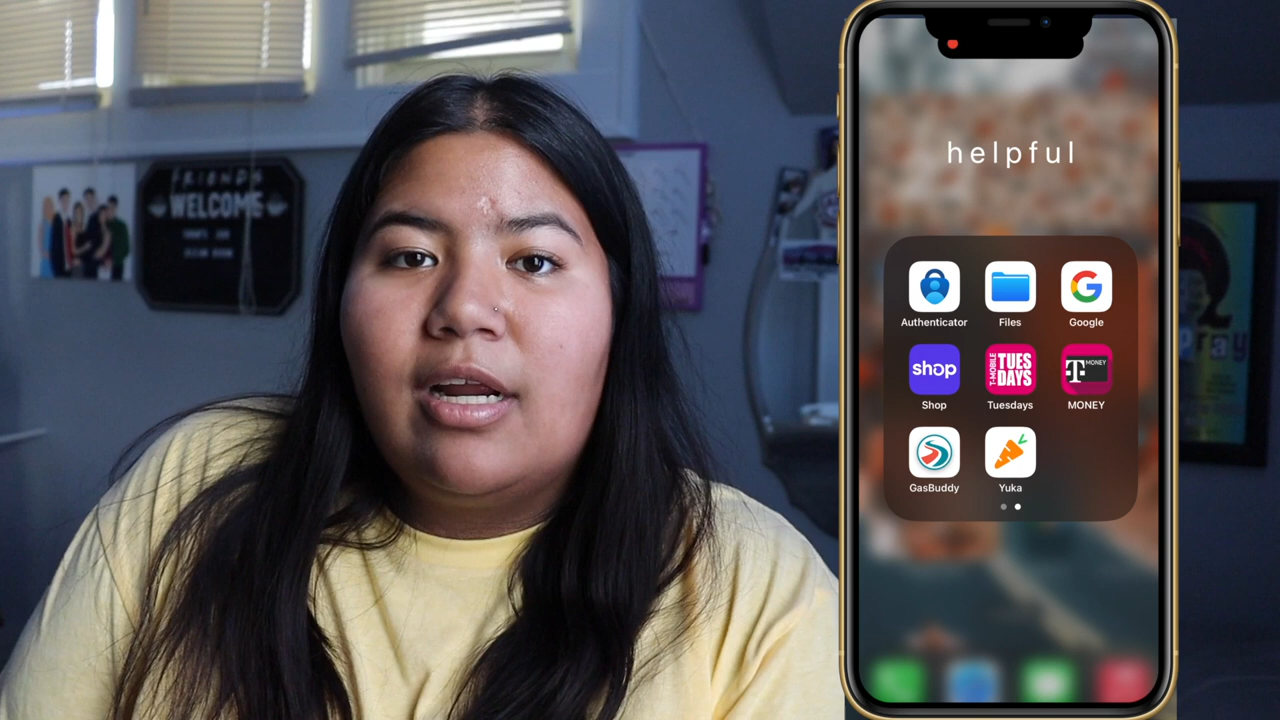 FRIENDS
WELCOME
helpful
Authenticator
Files
Google
shop
T-MOBILE
TUES
DAYS
T MONEY
Shop
Tuesdays
MONEY
GasBuddy
Yuka